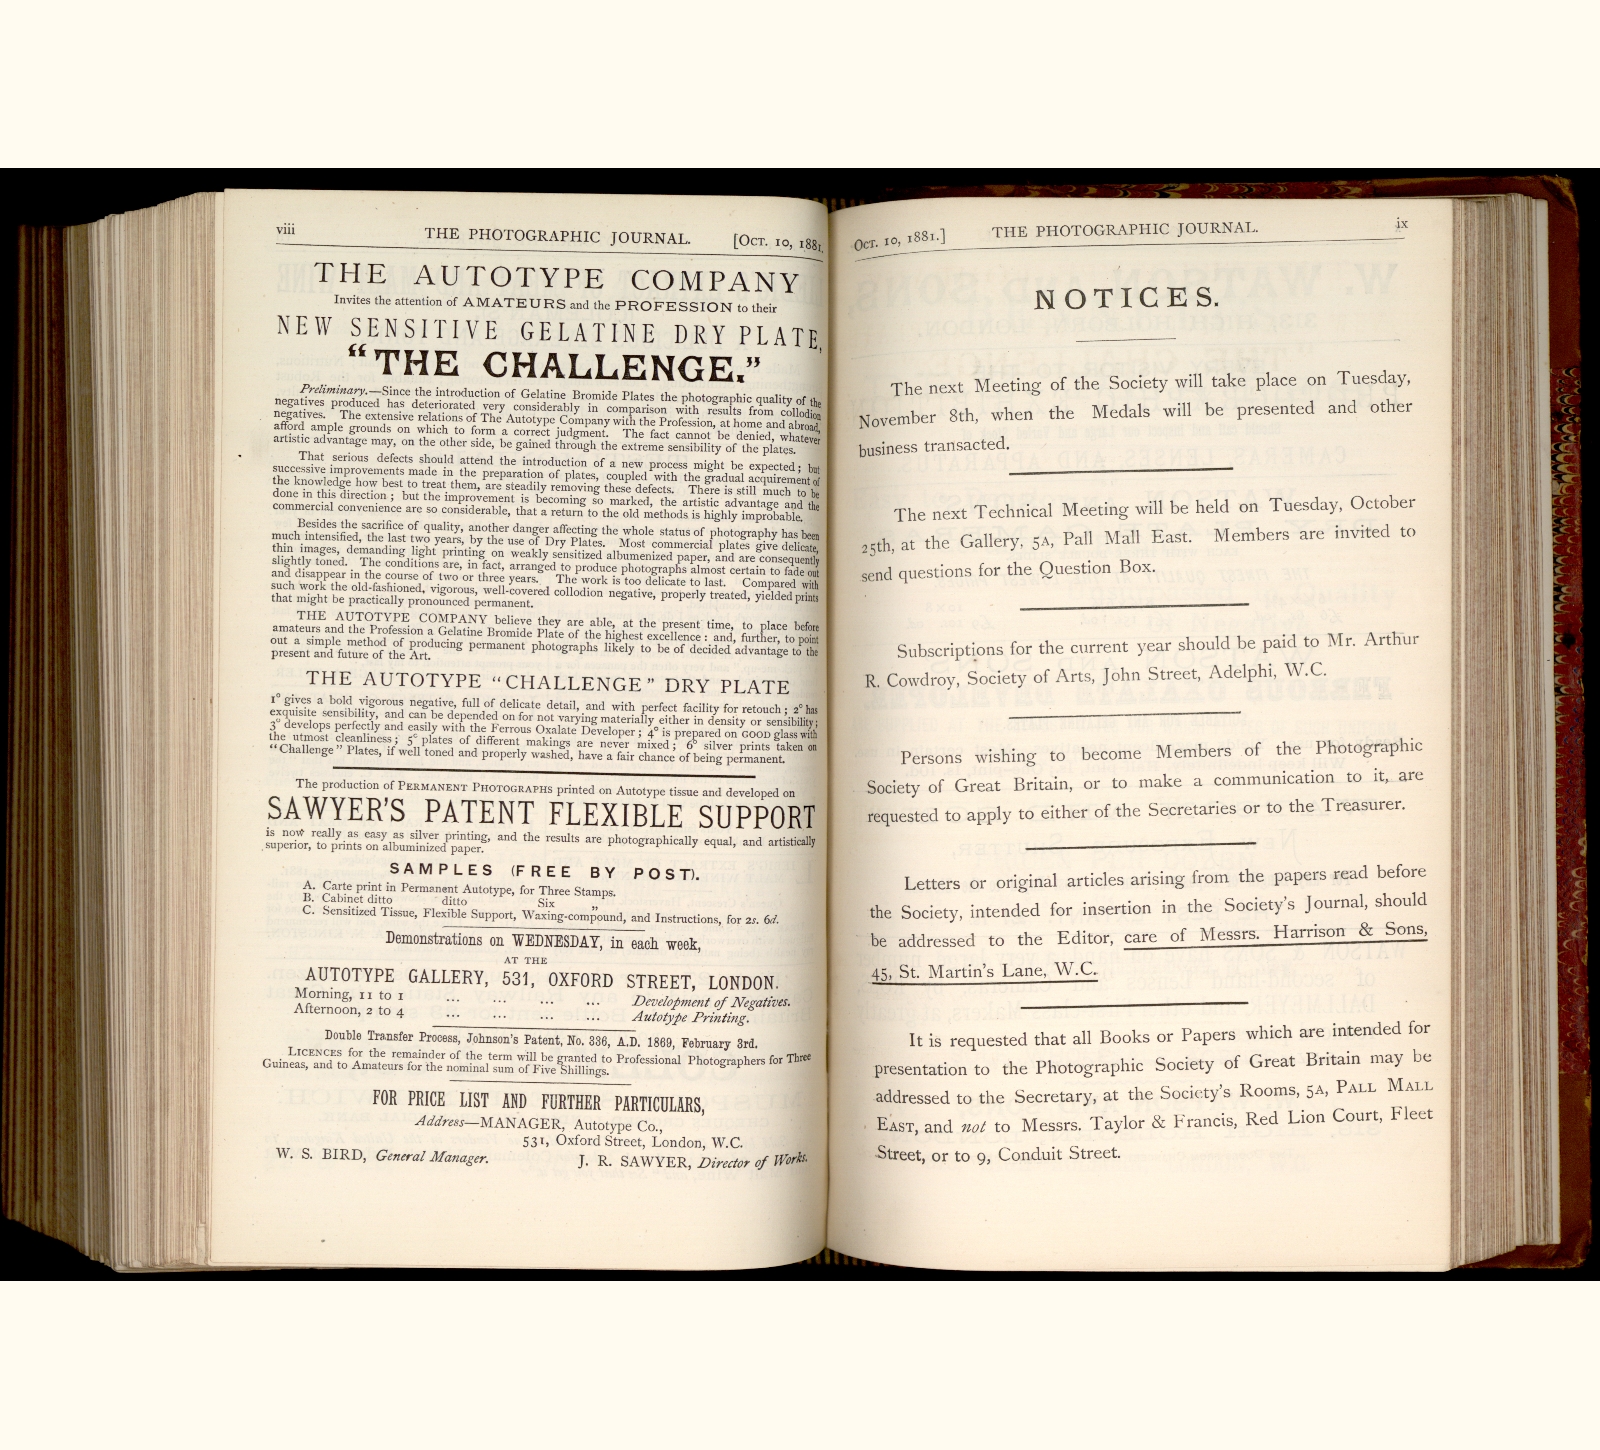 viii THE PHOTOGRAPHIC JOURNAL. [OCT. 10, 1881.
THE AUTOTYPE COMPANY
Invites the attention of AMATEURS and the PROFESSION to their
NEW SENSITIVE GELATINE DRY PLATE,
“THE CHALLENGE.”
Preliminary.—Since the introduction of Gelatine Bromide Plates the photographic quality of the
negatives produced has deteriorated very considerably in comparison with results from collodion
negatives. The extensive relations of The Autotype Company with the Profession, at home and abroad,
afford ample grounds on which to form a correct judgment. The fact cannot be denied, whatever
artistic advantage may, on the other side, be gained through the extreme sensibility of the plates.
That serious defects should attend the introduction of a new process might be expected; but
successive improvements made in the preparation of plates, coupled with the gradual acquirement of
the knowledge how best to treat them, are steadily removing these defects. There is still much to be
done in this direction; but the improvement is becoming so marked, the artistic advantage and the
commercial convenience are so considerable, that a return to the old methods is highly improbable.
Besides the sacrifice of quality, another danger affecting the whole status of photography has been
much intensified, the last two years, by the use of Dry Plates. Most commercial plates give delicate,
thin images, demanding light printing on weakly sensitized albumenized paper, and are consequently
slightly toned. The conditions are, in fact, arranged to produce photographs almost certain to fade out
and disappear in the course of two or three years. The work is too delicate to last. Compared with
such work the old-fashioned, vigorous, well-covered collodion negative, properly treated, yielded prints
that might be practically pronounced permanent.
THE AUTOTYPE COMPANY believe they are able, at the present time, to place before
amateurs and the Profession a Gelatine Bromide Plate of the highest excellence: and, further, to point
out a simple method of producing permanent photographs likely to be of decided advantage to the
present and future of the Art.
THE AUTOTYPE “CHALLENGE” DRY PLATE
1° gives a bold vigorous negative, full of delicate detail, and with perfect facility for retouch; 2° has
exquisite sensibility, and can be depended on for not varying materially either in density or sensibility;
3° develops perfectly and easily with the Ferrous Oxalate Developer; 4° is prepared on GOOD glass with
the utmost cleanliness; 5° plates of different makings are never mixed; 6° silver prints taken on
“Challenge” Plates, if well toned and properly washed, have a fair chance of being permanent.
The production of PERMANENT PHOTOGRAPHS printed on Autotype tissue and developed on
SAWYER'S PATENT FLEXIBLE SUPPORT
is now really as easy as silver printing, and the results are photographically equal, and artistically
superior, to prints on albuminized paper.
SAMPLES (FREE BY POST).
A. Carte print in Permanent Autotype, for Three Stamps.
B. Cabinet ditto ditto Six „
C. Sensitized Tissue, Flexible Support, Waxing-compound, and Instructions, for 2s. 6d.
Demonstrations on WEDNESDAY, in each week,
AT THE
AUTOTYPE GALLERY, 531, OXFORD STREET, LONDON.
Morning, 11 to 1 ... ... ... ... Development of Negatives.
Afternoon, 2 to 4 ... ... ... ... Autotype Printing.
Double Transfer Process, Johnson's Patent, No. 336, A.D. 1869, February 3rd.
LICENCES for the remainder of the term will be granted to Professional Photographers for Three
Guineas, and to Amateurs for the nominal sum of Five Shillings.
FOR PRICE LIST AND FURTHER PARTICULARS,
Address—MANAGER, Autotype Co.,
531, Oxford Street, London, W.C.
W. S. BIRD, General Manager. J. R. SAWYER, Director of Works.
OCT. 10, 1881.] THE PHOTOGRAPHIC JOURNAL. ix
NOTICES.
The next Meeting of the Society will take place on Tuesday,
November 8th, when the Medals will be presented and other
business transacted.
The next Technical Meeting will be held on Tuesday, October
25th, at the Gallery, 5A, Pall Mall East. Members are invited to
send questions for the Question Box.
Subscriptions for the current year should be paid to Mr. Arthur
R. Cowdroy, Society of Arts, John Street, Adelphi, W.C.
Persons wishing to become Members of the Photographic
Society of Great Britain, or to make a communication to it, are
requested to apply to either of the Secretaries or to the Treasurer.
Letters or original articles arising from the papers read before
the Society, intended for insertion in the Society's Journal, should
be addressed to the Editor, care of Messrs. Harrison & Sons,
45, St. Martin's Lane, W.C.
It is requested that all Books or Papers which are intended for
presentation to the Photographic Society of Great Britain may be
addressed to the Secretary, at the Society's Rooms, 5A, PALL MALL
EAST, and not to Messrs. Taylor & Francis, Red Lion Court, Fleet
Street, or to 9, Conduit Street.